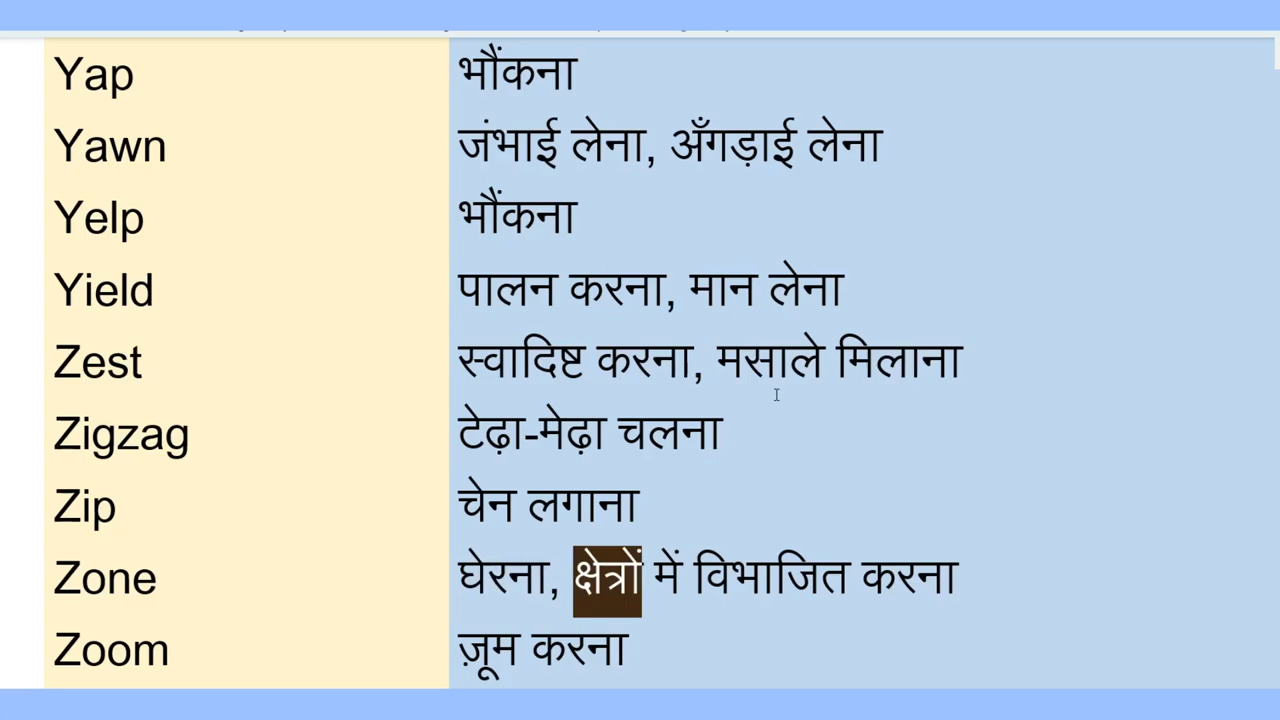 Yap भौंकना
Yawn जंभाई लेना, अँगड़ाई लेना
Yelp भौंकना
Yield पालन करना, मान लेना
Zest स्वादिष्ट करना, मसाले मिलाना
Zigzag टेढ़ा-मेढ़ा चलना
Zip चेन लगाना
Zone घेरना, क्षेत्रों में विभाजित करना
Zoom ज़ूम करना